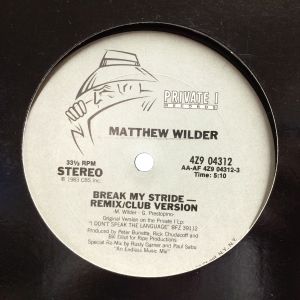 PRIVATE I
RECORDS
MATTHEW WILDER
33⅓ RPM
STEREO
℗ 1983 CBS, Inc.
4Z9 04312
AA-AF 4Z9 04312-3
Time: 5:10
BREAK MY STRIDE—
REMIX/CLUB VERSION
-M. Wilder - G. Prestopino-
Original Version on the Private I Lp:
"I DON'T SPEAK THE LANGUAGE" BFZ 39112
Produced by Peter Bunetta, Rick Chudacoff and
Bill Elliot for Pope Productions
Special Re-Mix by Rusty Garner and Paul Sabu
"An Endless Music Mix"